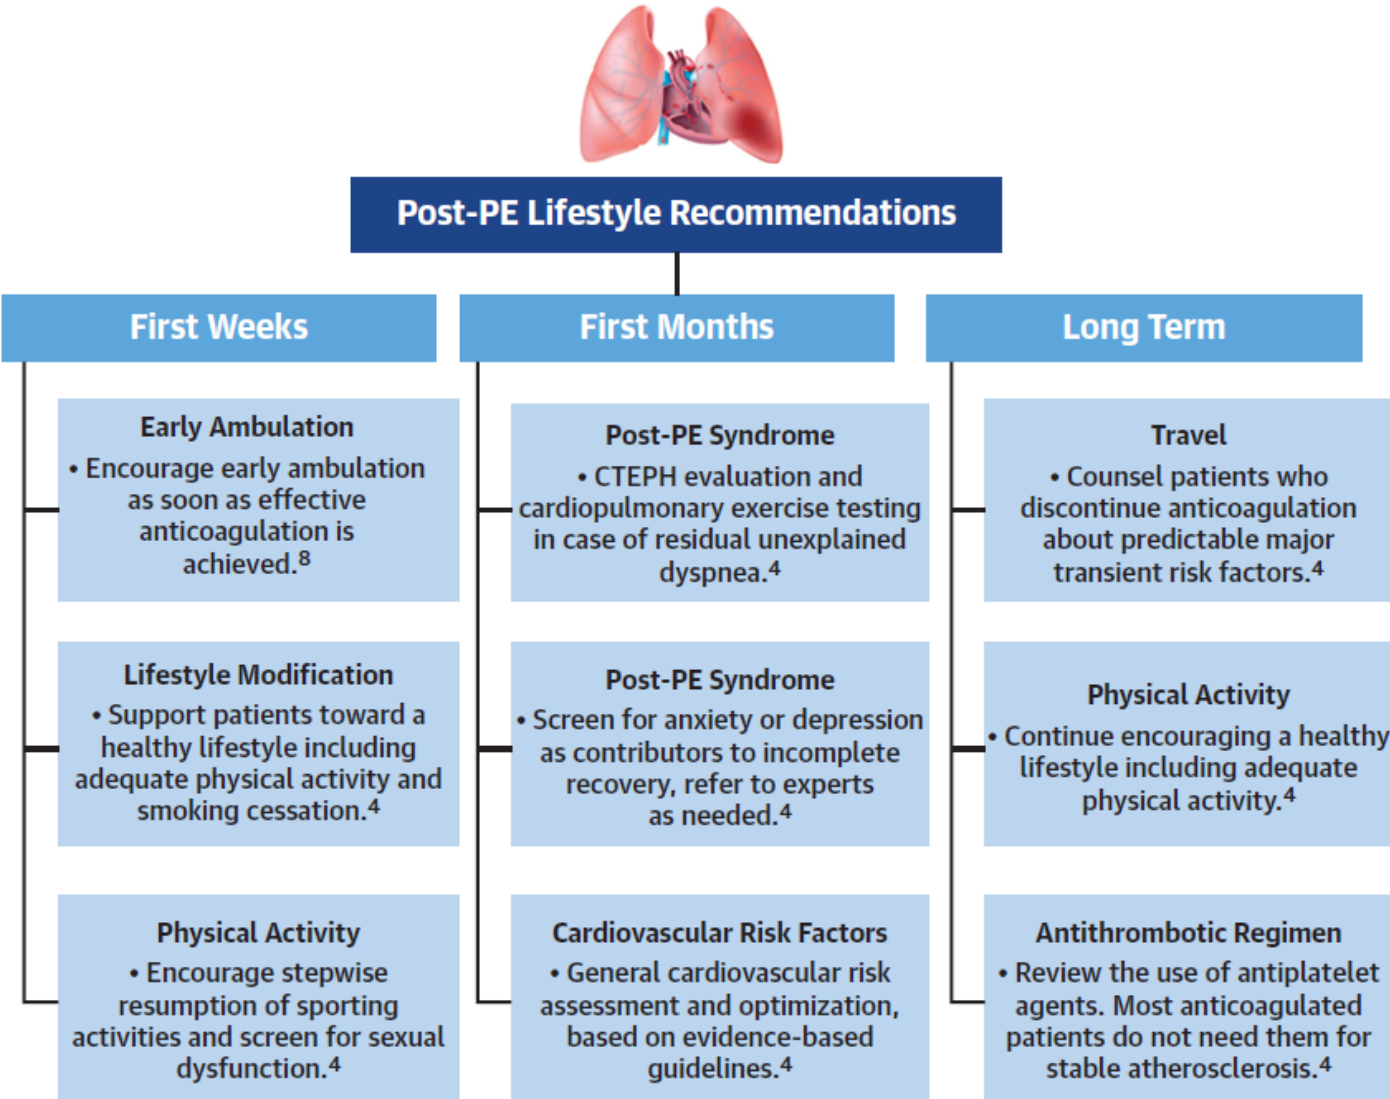 Post-PE Lifestyle Recommendations
First Weeks
Early Ambulation
• Encourage early ambulation
as soon as effective
anticoagulation is
achieved.8
Lifestyle Modification
• Support patients toward a
healthy lifestyle including
adequate physical activity and
smoking cessation.4
Physical Activity
• Encourage stepwise
resumption of sporting
activities and screen for sexual
dysfunction.4
First Months
Post-PE Syndrome
• CTEPH evaluation and
cardiopulmonary exercise testing
in case of residual unexplained
dyspnea.4
Post-PE Syndrome
• Screen for anxiety or depression
as contributors to incomplete
recovery, refer to experts
as needed.4
Cardiovascular Risk Factors
• General cardiovascular risk
assessment and optimization,
based on evidence-based
guidelines.4
Long Term
Travel
• Counsel patients who
discontinue anticoagulation
about predictable major
transient risk factors.4
Physical Activity
• Continue encouraging a healthy
lifestyle including adequate
physical activity.4
Antithrombotic Regimen
• Review the use of antiplatelet
agents. Most anticoagulated
patients do not need them for
stable atherosclerosis.4